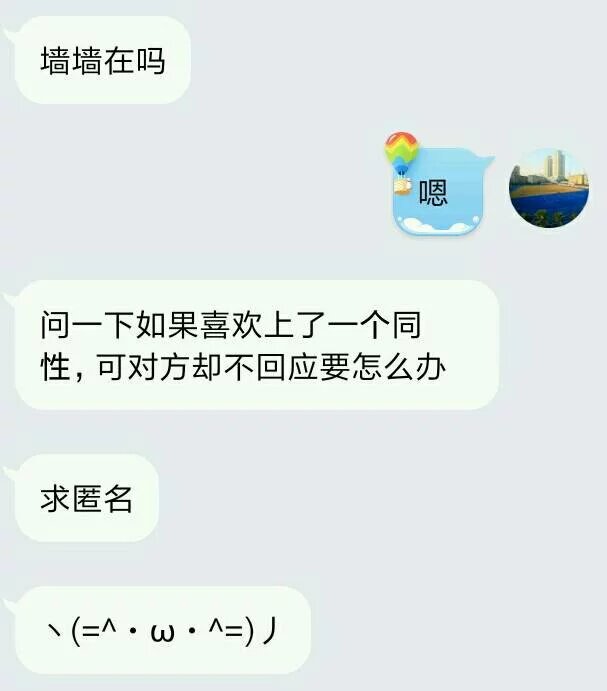 墙墙在吗
嗯
问一下如果喜欢上了一个同
性，可对方却不回应要怎么办
求匿名
ヽ(=^・ω・^=)丿